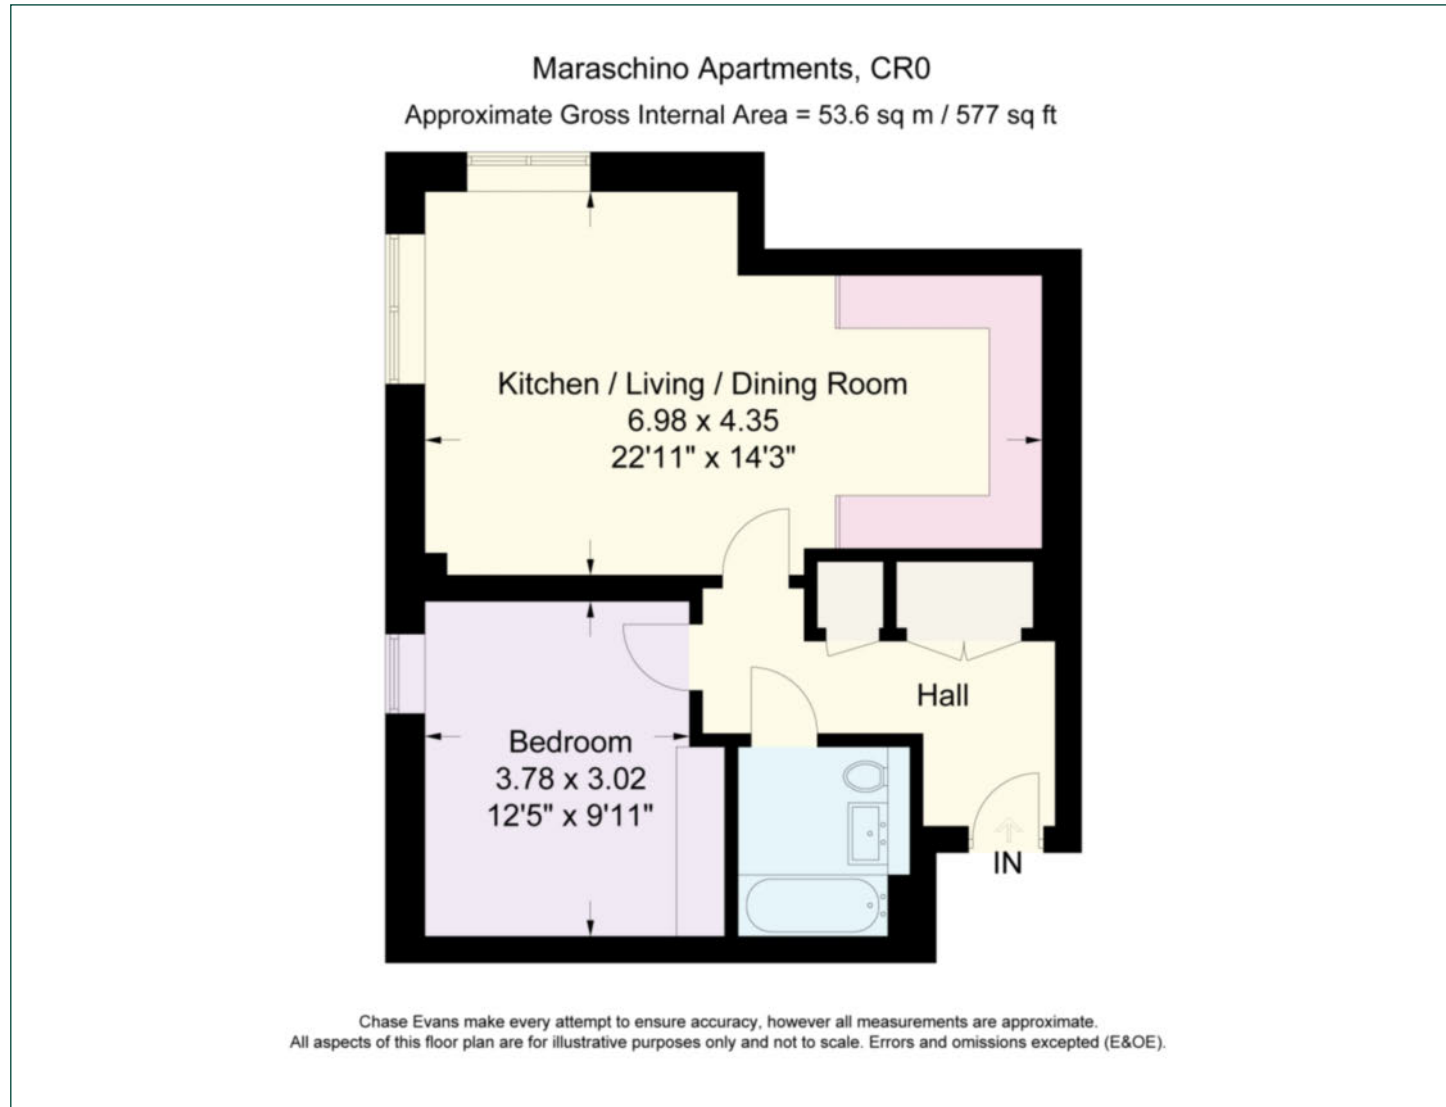 Maraschino Apartments, CR0
Approximate Gross Internal Area = 53.6 sq m / 577 sq ft
Kitchen / Living / Dining Room
6.98 x 4.35
22'11" x 14'3"
Hall
Bedroom
3.78 x 3.02
12'5" x 9'11"
IN
Chase Evans make every attempt to ensure accuracy, however all measurements are approximate.
All aspects of this floor plan are for illustrative purposes only and not to scale. Errors and omissions excepted (E&OE).